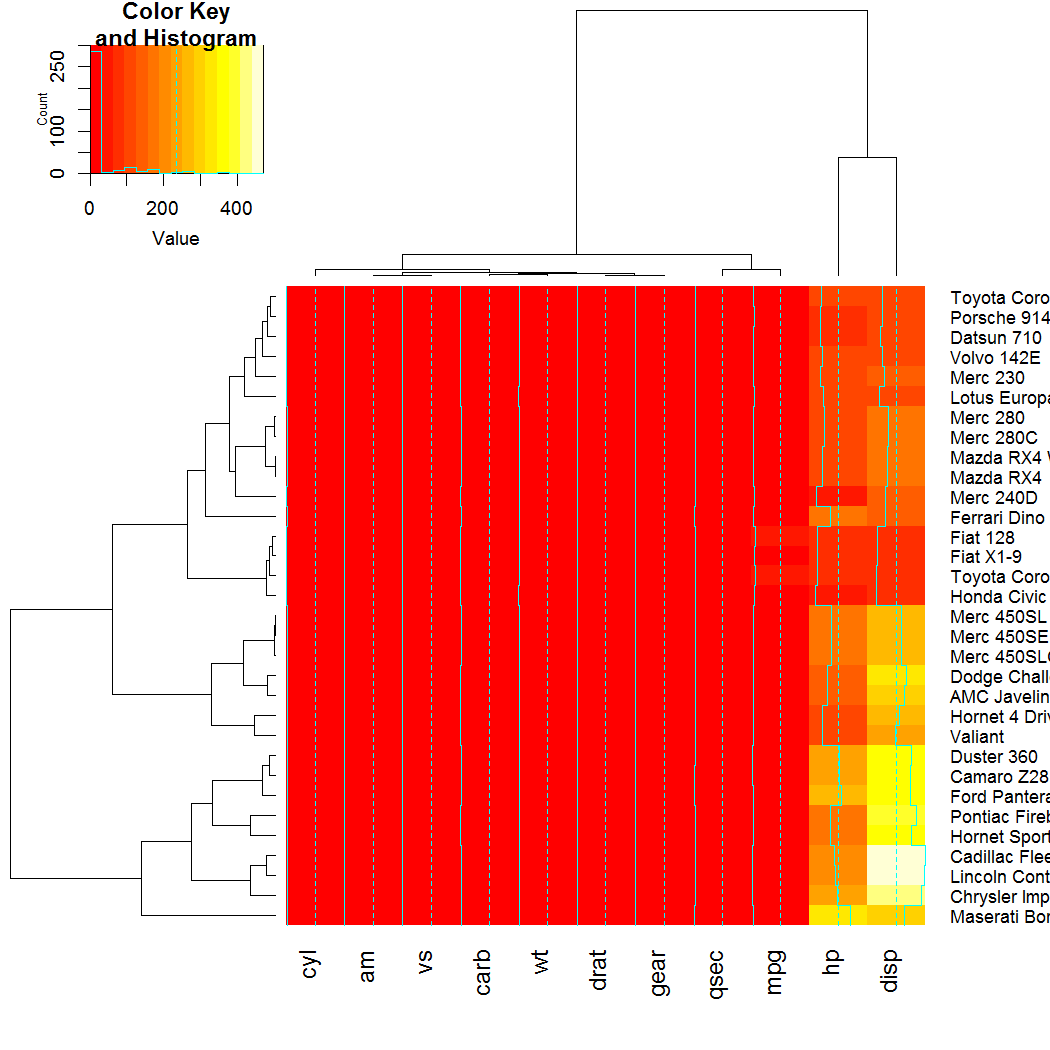 Color Key
and Histogram
Count
0 100 250
0 200 400
Value
Toyota Coro
Porsche 914
Datsun 710
Volvo 142E
Merc 230
Lotus Europa
Merc 280
Merc 280C
Mazda RX4 W
Mazda RX4
Merc 240D
Ferrari Dino
Fiat 128
Fiat X1-9
Toyota Coro
Honda Civic
Merc 450SL
Merc 450SE
Merc 450SLC
Dodge Chall
AMC Javelin
Hornet 4 Driv
Valiant
Duster 360
Camaro Z28
Ford Pantera
Pontiac Fireb
Hornet Sport
Cadillac Flee
Lincoln Cont
Chrysler Imp
Maserati Bor
cyl am vs carb wt drat gear qsec mpg hp disp